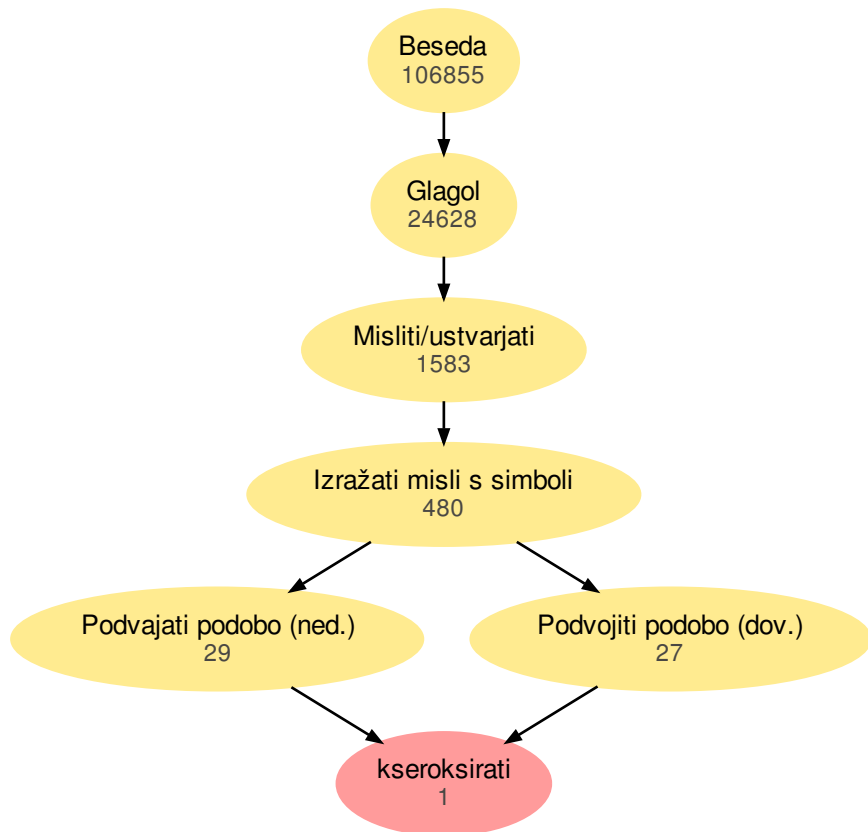 Beseda
106855
Glagol
24628
Misliti/ustvarjati
1583
Izražati misli s simboli
480
Podvajati podobo (ned.)
29
Podvojiti podobo (dov.)
27
kseroksirati
1